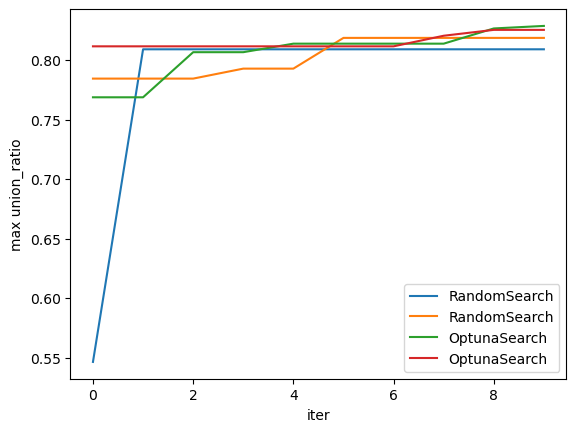 max union_ratio
0.80
0.75
0.70
0.65
0.60
0.55
0
2
4
6
8
iter
RandomSearch
RandomSearch
OptunaSearch
OptunaSearch